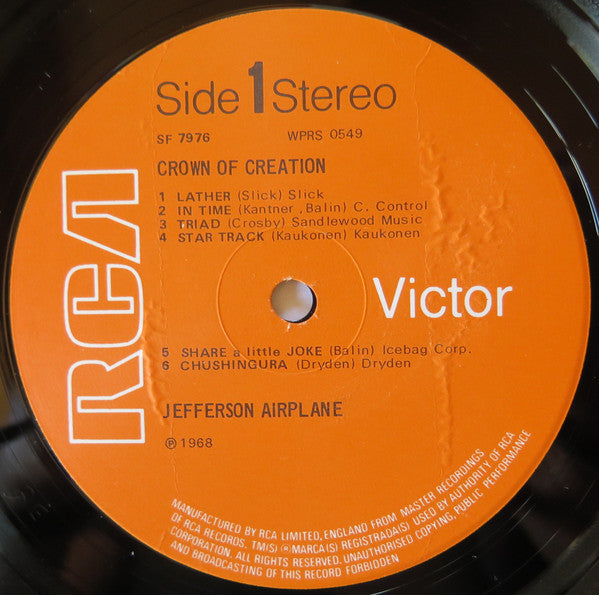 Side 1 Stereo
SF 7976 WPRS 0549
CROWN OF CREATION
1 LATHER (Slick) Slick
2 IN TIME (Kantner, Balin) C. Control
3 TRIAD (Crosby) Sandlewood Music
4 STAR TRACK (Kaukonen) Kaukonen
RCA
Victor
5 SHARE a little JOKE (Balin) Icebag Corp.
6 CHUSHINGURA (Dryden) Dryden
JEFFERSON AIRPLANE
Ⓟ 1968
MANUFACTURED BY RCA LIMITED, ENGLAND FROM MASTER RECORDINGS
OF RCA RECORDS. TM(S) ® MARCA(S) REGISTRADA(S) USED BY AUTHORITY OF RCA
CORPORATION. ALL RIGHTS RESERVED. UNAUTHORISED COPYING, PUBLIC PERFORMANCE
AND BROADCASTING OF THIS RECORD FORBIDDEN